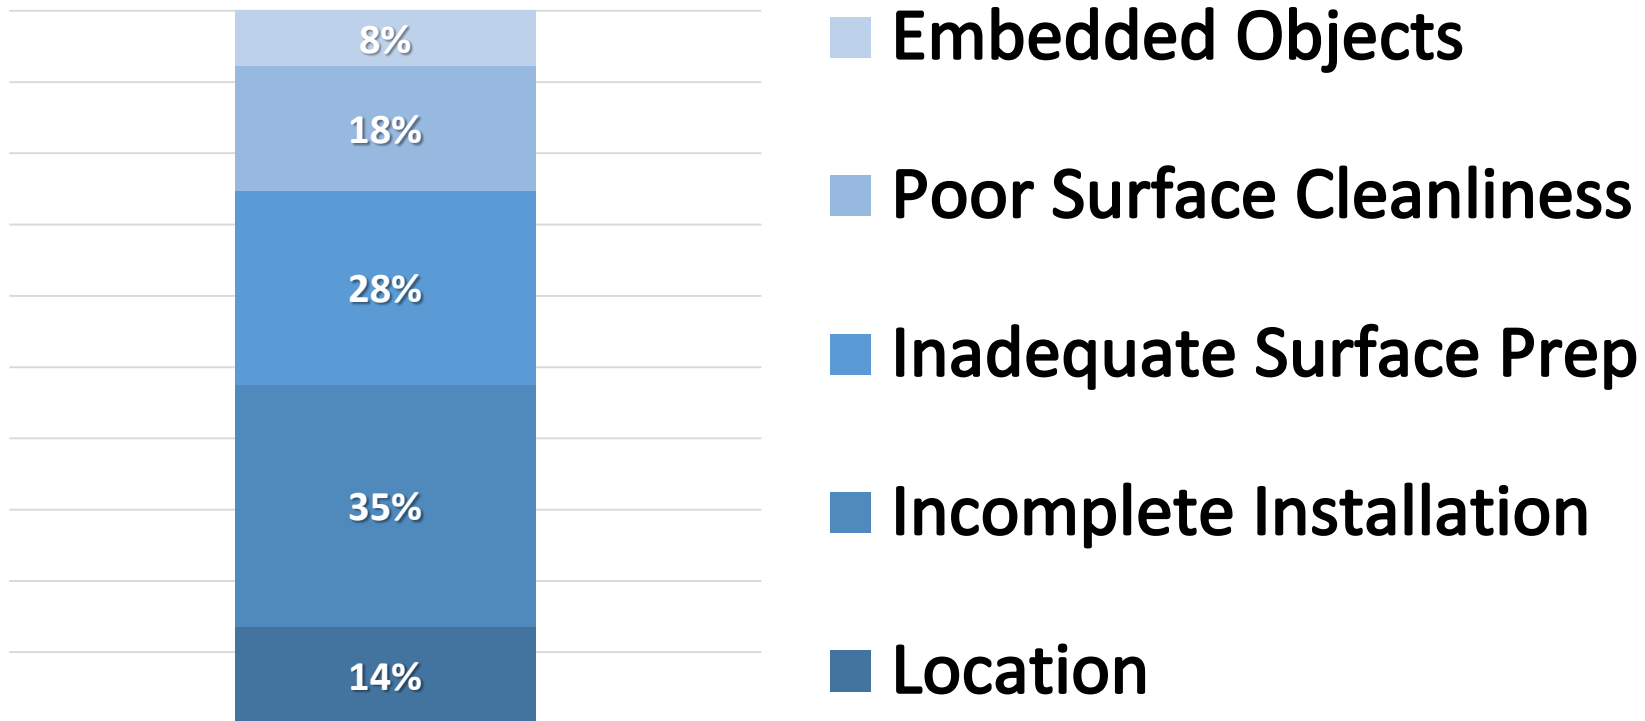 8%
18%
28%
35%
14%
Embedded Objects
Poor Surface Cleanliness
Inadequate Surface Prep
Incomplete Installation
Location